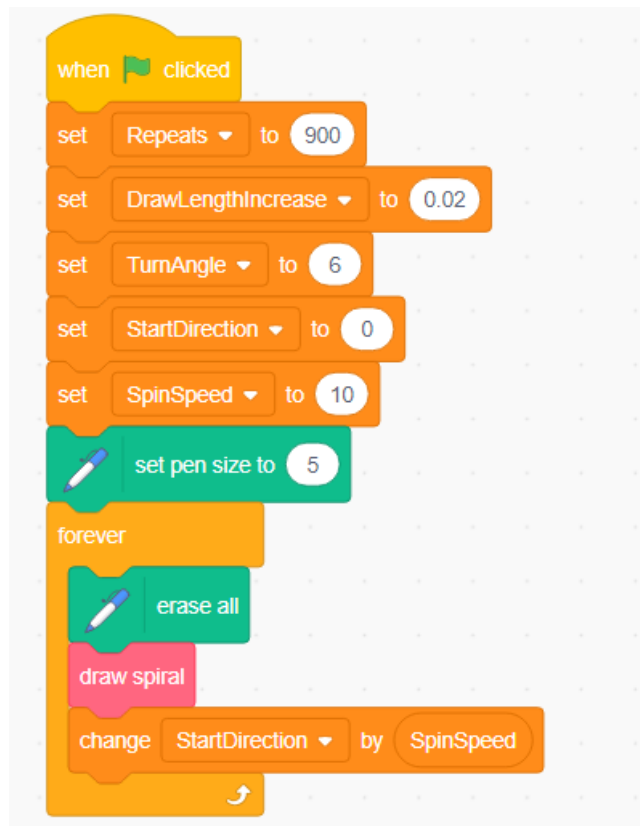 when clicked
set Repeats to 900
set DrawLengthIncrease to 0.02
set TurnAngle to 6
set StartDirection to 0
set SpinSpeed to 10
set pen size to 5
forever
erase all
draw spiral
change StartDirection by SpinSpeed